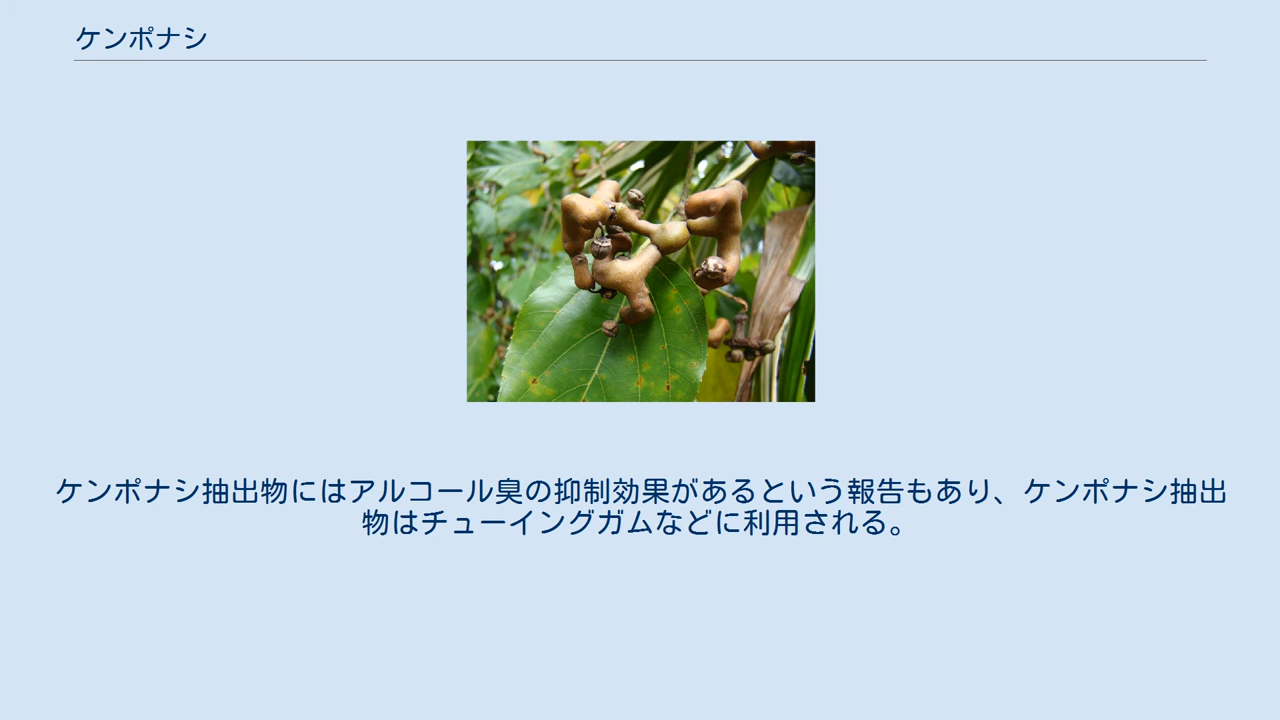 ケンポナシ
ケンポナシ抽出物にはアルコール臭の抑制効果があるという報告もあり、ケンポナシ抽出
物はチューイングガムなどに利用される。